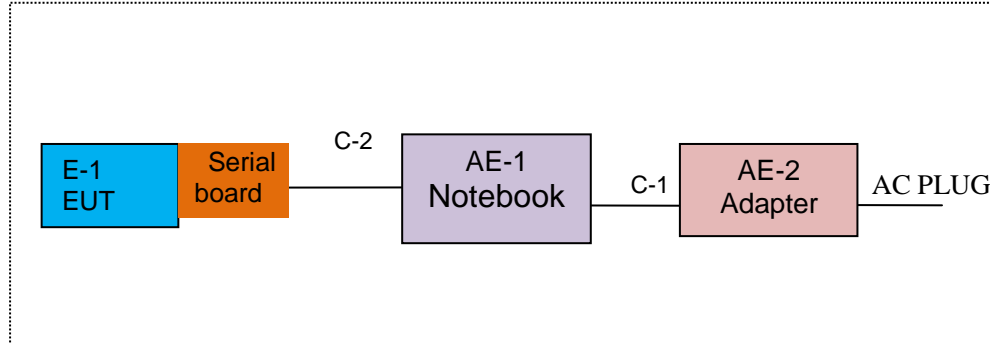 E-1
EUT
Serial
board
C-2
AE-1
Notebook
C-1
AE-2
Adapter
AC PLUG